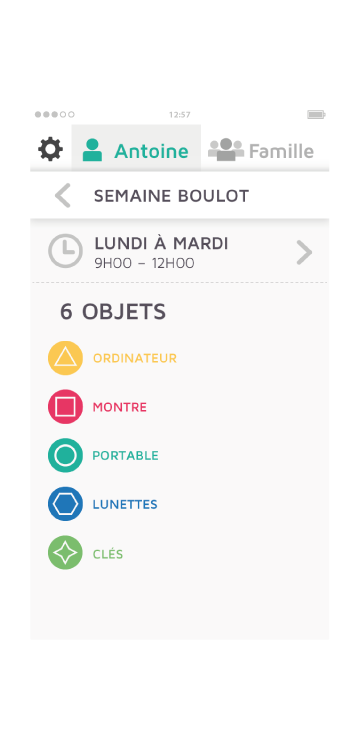 12:57
Antoine Famille
SEMAINE BOULOT
LUNDI À MARDI
9H00 – 12H00
6 OBJETS
ORDINATEUR
MONTRE
PORTABLE
LUNETTES
CLÉS